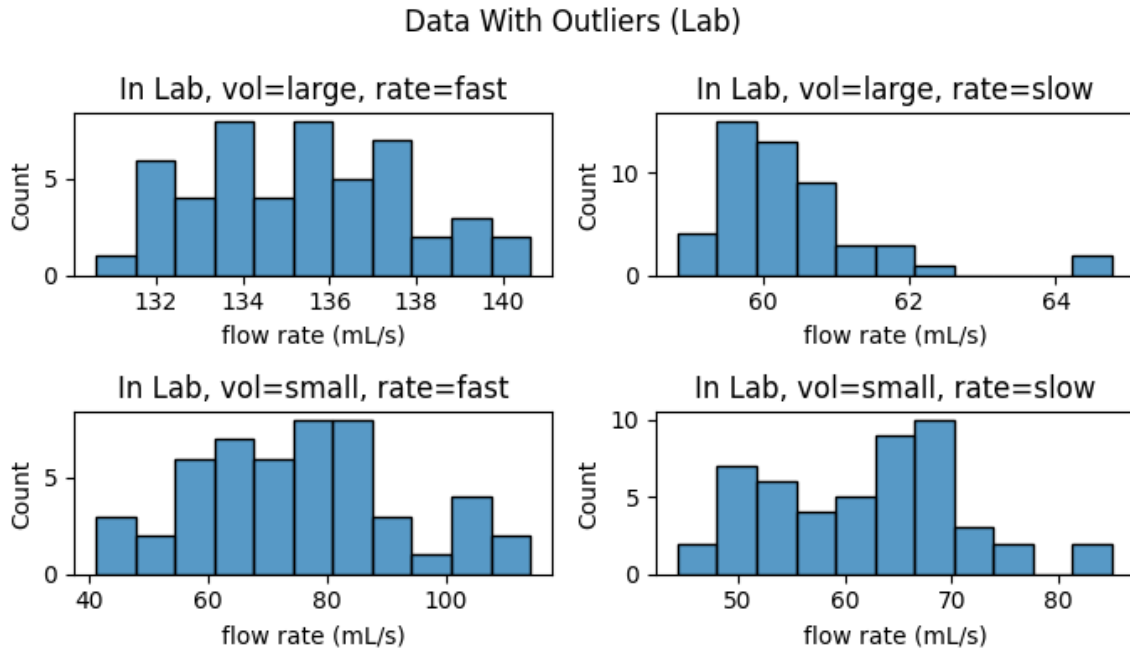 Data With Outliers (Lab)
In Lab, vol=large, rate=fast
Count
5
0
132 134 136 138 140
flow rate (mL/s)
In Lab, vol=large, rate=slow
Count
10
0
60 62 64
flow rate (mL/s)
In Lab, vol=small, rate=fast
Count
5
0
40 60 80 100
flow rate (mL/s)
In Lab, vol=small, rate=slow
Count
10
5
0
50 60 70 80
flow rate (mL/s)